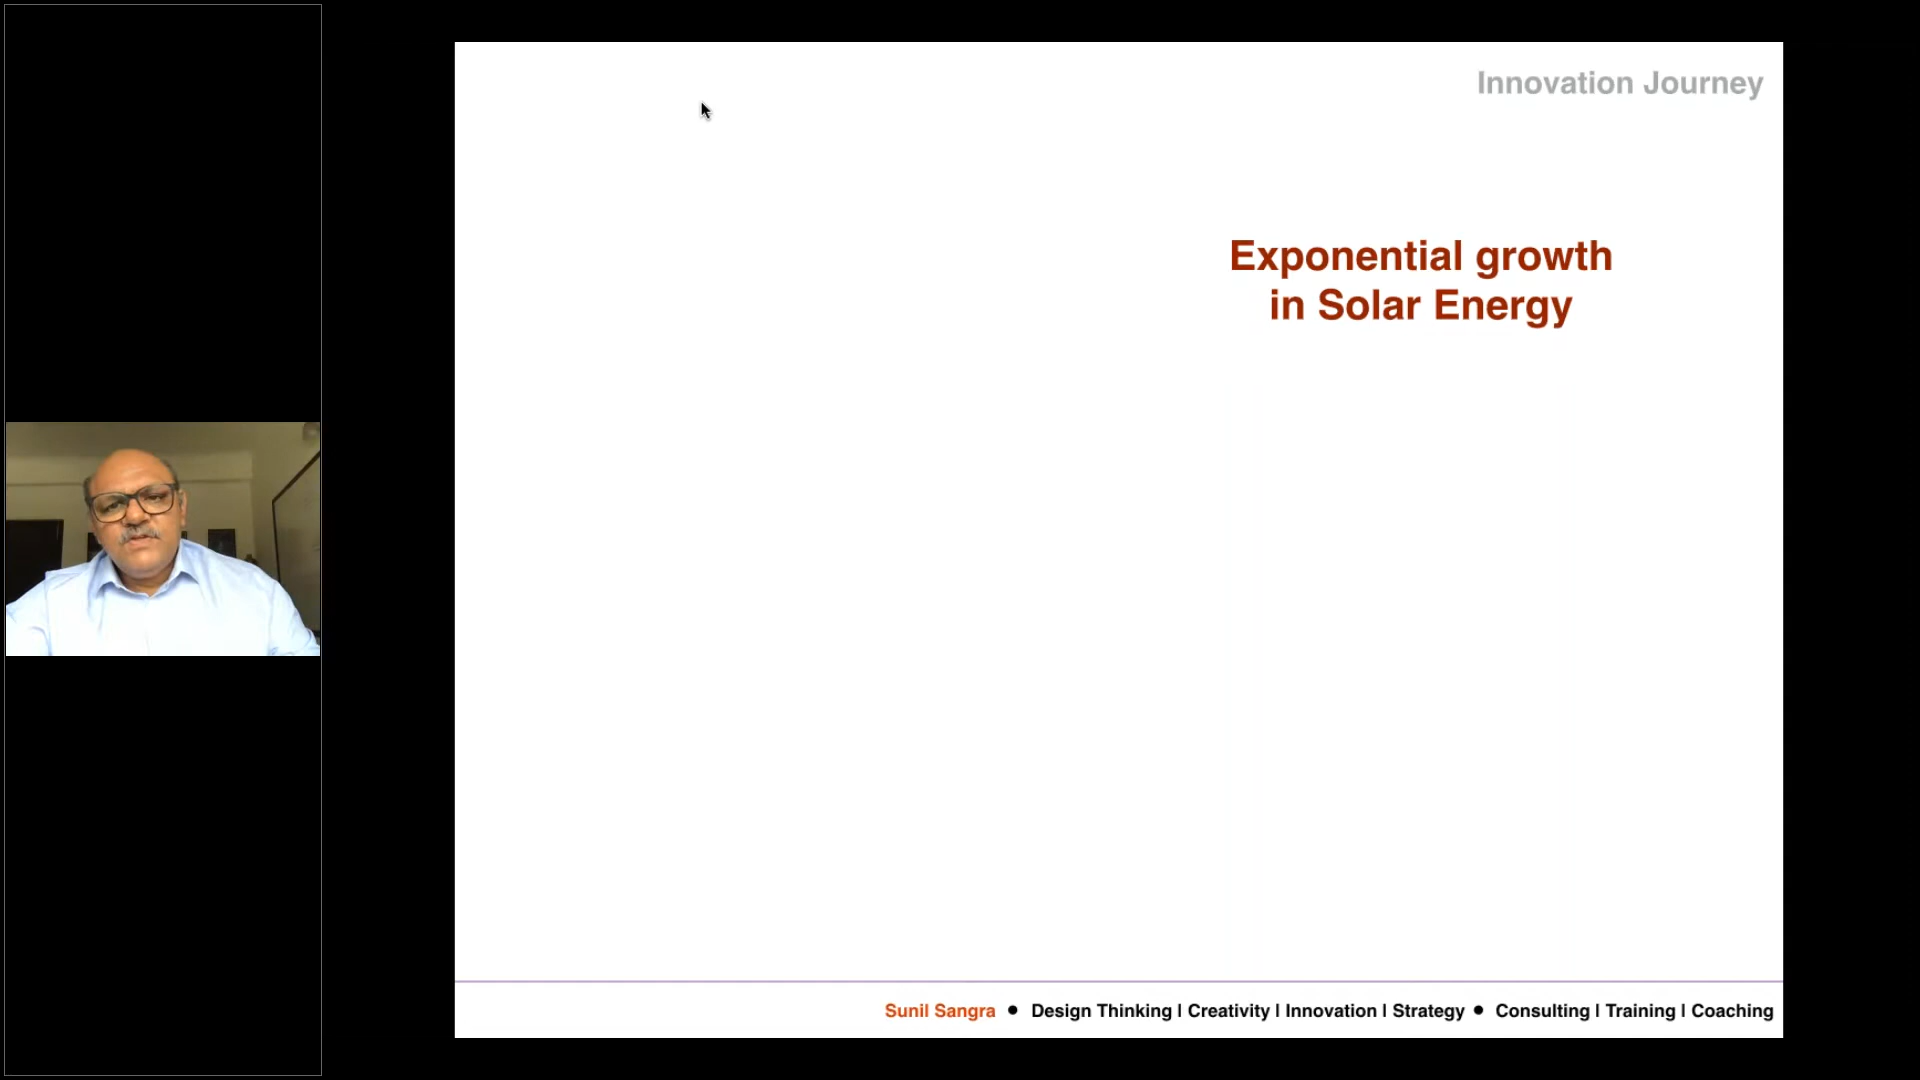 Innovation Journey
Exponential growth
in Solar Energy
Sunil Sangra ● Design Thinking | Creativity | Innovation | Strategy ● Consulting | Training | Coaching